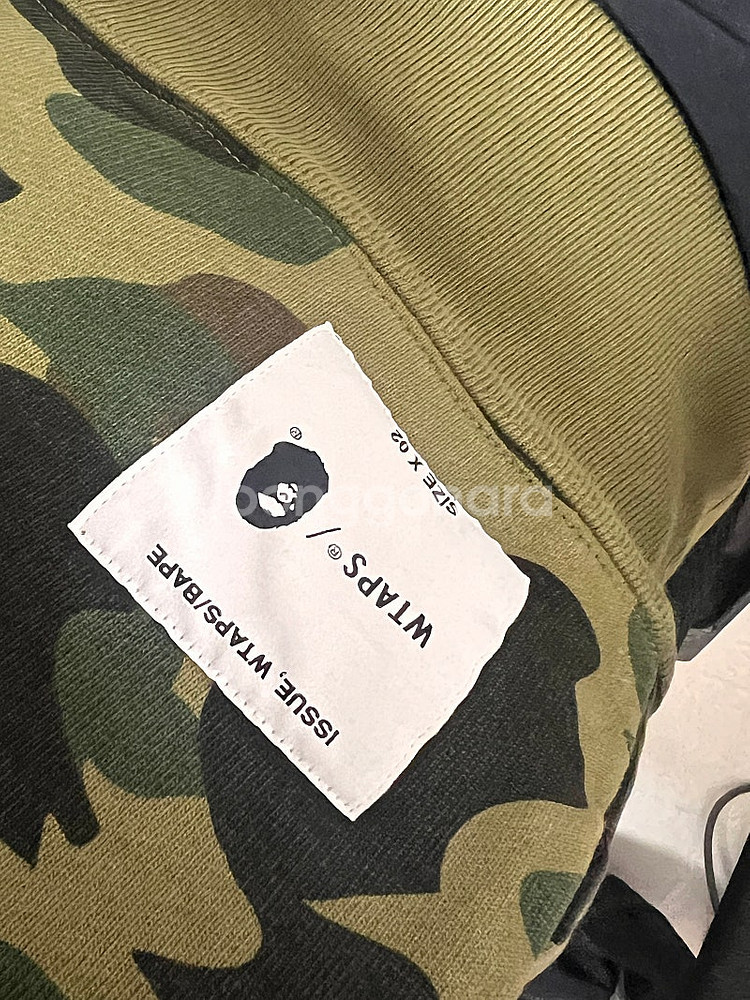 ISSUE, WTAPS/BAPE
WTAPS®/ ®
SIZE X 02